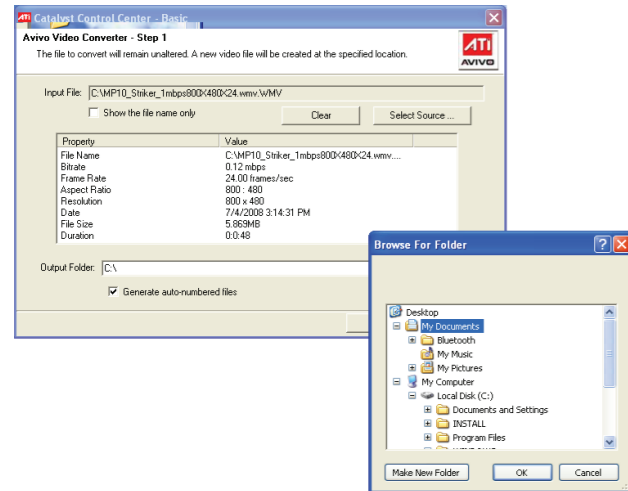 Catalyst Control Center - Basic
Avivo Video Converter - Step 1
The file to convert will remain unaltered. A new video file will be created at the specified location.
ATI
AVIVO
Input File: C:\MP10_Striker_1mbps800X480X24.wmv.WMV
Show the file name only
Clear
Select Source ...
Property Value
File Name C:\MP10_Striker_1mbps800X480X24.wmv....
Bitrate 0.12 mbps
Frame Rate 24.00 frames/sec
Aspect Ratio 800 : 480
Resolution 800 x 480
Date 7/4/2008 3:14:31 PM
File Size 5.869MB
Duration 0:0:48
Output Folder: C:\
Generate auto-numbered files
Browse For Folder
Desktop
My Documents
Bluetooth
My Music
My Pictures
My Computer
Local Disk (C:)
Documents and Settings
INSTALL
Program Files
Make New Folder
OK
Cancel